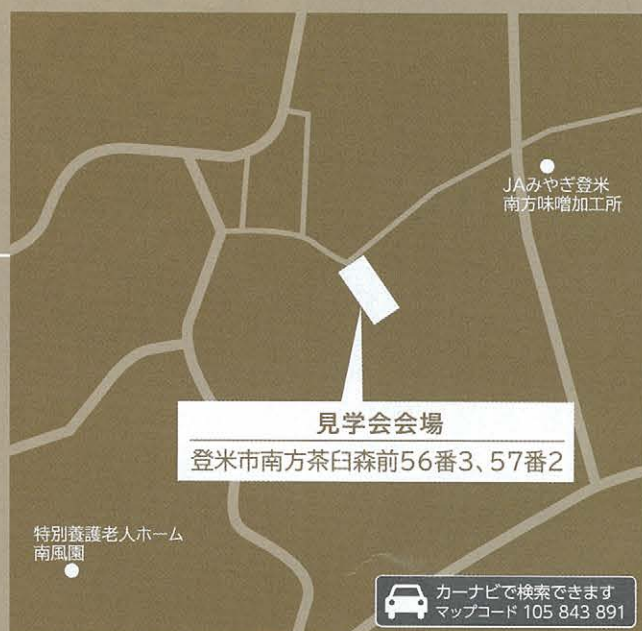 JAみやぎ登米
南方味噌加工所
見学会会場
登米市南方茶臼森前56番3、57番2
特別養護老人ホーム
南風園
カーナビで検索できます
マップコード 105 843 891